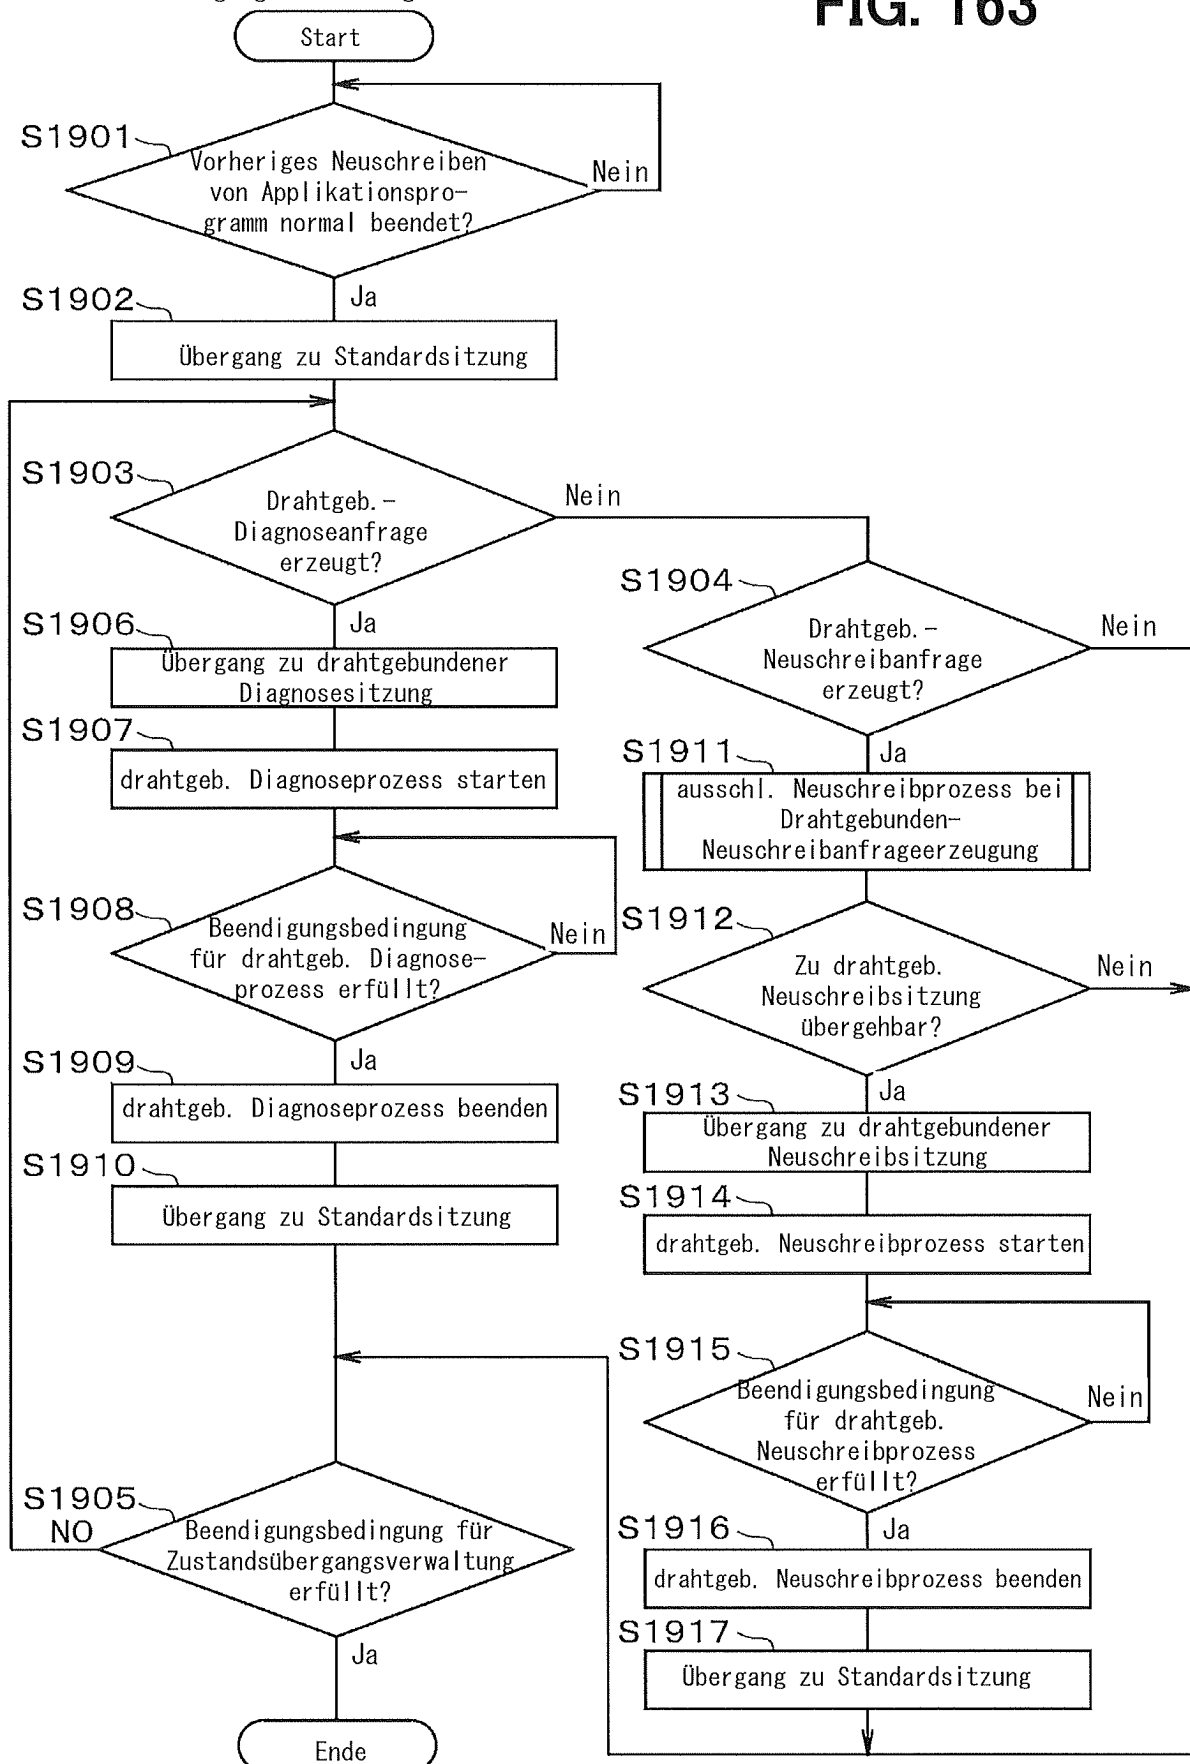 FIG. 163
Start
S1901
Vorheriges Neuschreiben
von Applikationspro-
gramm normal beendet?
Nein
Ja
S1902
Übergang zu Standardsitzung
S1903
Drahtgeb.-
Diagnoseanfrage
erzeugt?
Nein
Ja
S1904
Drahtgeb.-
Neuschreibanfrage
erzeugt?
Nein
Ja
S1906
Übergang zu drahtgebundener
Diagnosesitzung
S1907
drahtgeb. Diagnoseprozess starten
S1911
ausschl. Neuschreibprozess bei
Drahtgebunden-
Neuschreibanfrageerzeugung
S1908
Beendigungsbedingung
für drahtgeb. Diagnose-
prozess erfüllt?
Nein
Ja
S1912
Zu drahtgeb.
Neuschreibsitzung
übergehbar?
Nein
Ja
S1909
drahtgeb. Diagnoseprozess beenden
S1913
Übergang zu drahtgebundener
Neuschreibsitzung
S1910
Übergang zu Standardsitzung
S1914
drahtgeb. Neuschreibprozess starten
S1915
Beendigungsbedingung
für drahtgeb.
Neuschreibprozess
erfüllt?
Nein
Ja
S1905
NO
Beendigungsbedingung für
Zustandsübergangsverwaltung
erfüllt?
Ja
S1916
drahtgeb. Neuschreibprozess beenden
S1917
Übergang zu Standardsitzung
Ende